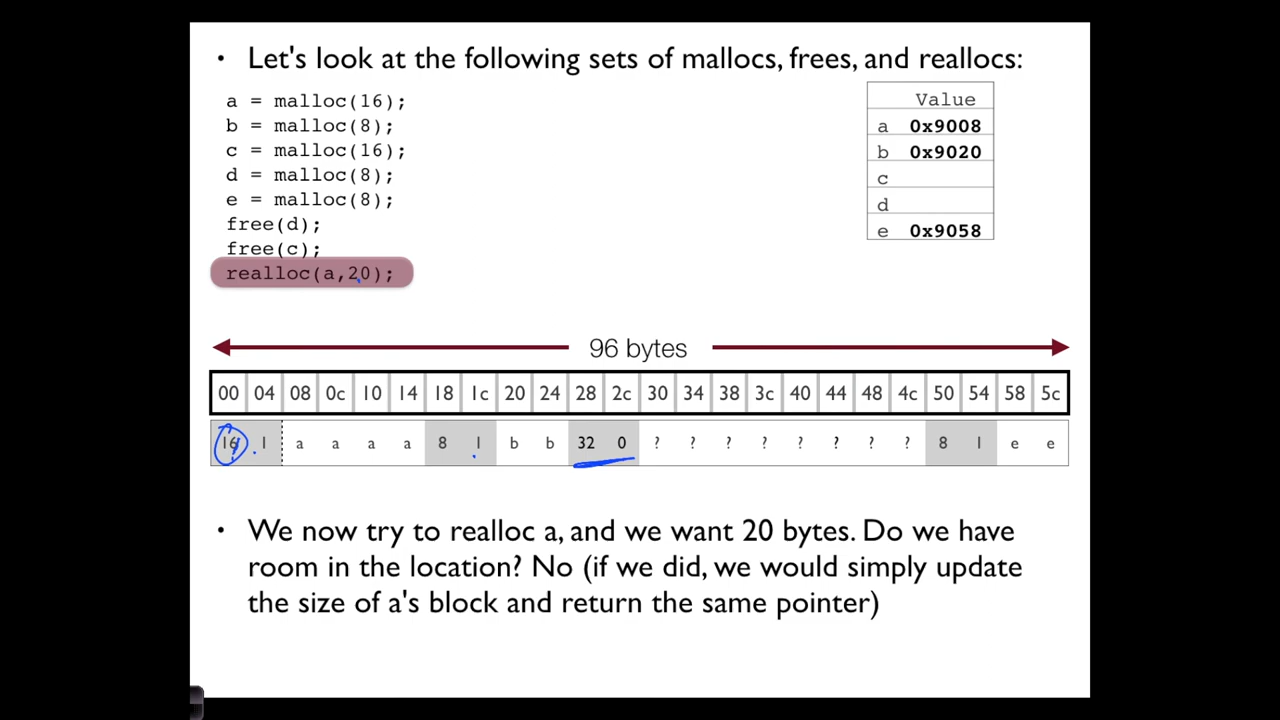 • Let's look at the following sets of mallocs, frees, and reallocs:
a = malloc(16);
b = malloc(8);
c = malloc(16);
d = malloc(8);
e = malloc(8);
free(d);
free(c);
realloc(a,20);
Value
a 0x9008
b 0x9020
c
d
e 0x9058
96 bytes
00 04 08 0c 10 14 18 1c 20 24 28 2c 30 34 38 3c 40 44 48 4c 50 54 58 5c
16 1 a a a a 8 1 b b 32 0 ? ? ? ? ? ? ? ? 8 1 e e
• We now try to realloc a, and we want 20 bytes. Do we have
room in the location? No (if we did, we would simply update
the size of a's block and return the same pointer)